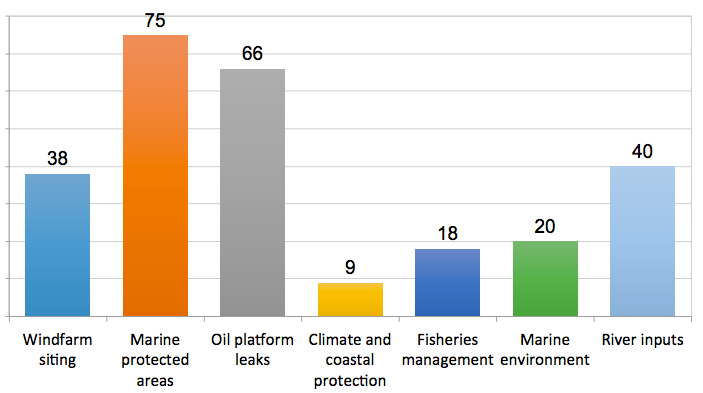 75
66
38
40
9
18
20
Windfarm siting
Marine protected areas
Oil platform leaks
Climate and coastal protection
Fisheries management
Marine environment
River inputs